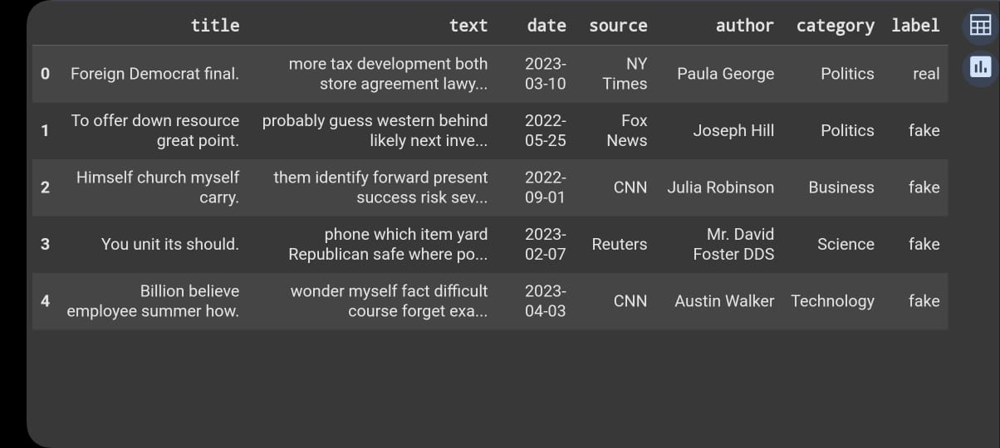 title text date source author category label
0 Foreign Democrat final. more tax development both store agreement lawy... 2023-03-10 NY Times Paula George Politics real
1 To offer down resource great point. probably guess western behind likely next inve... 2022-05-25 Fox News Joseph Hill Politics fake
2 Himself church myself carry. them identify forward present success risk sev... 2022-09-01 CNN Julia Robinson Business fake
3 You unit its should. phone which item yard Republican safe where po... 2023-02-07 Reuters Mr. David Foster DDS Science fake
4 Billion believe employee summer how. wonder myself fact difficult course forget exa... 2023-04-03 CNN Austin Walker Technology fake